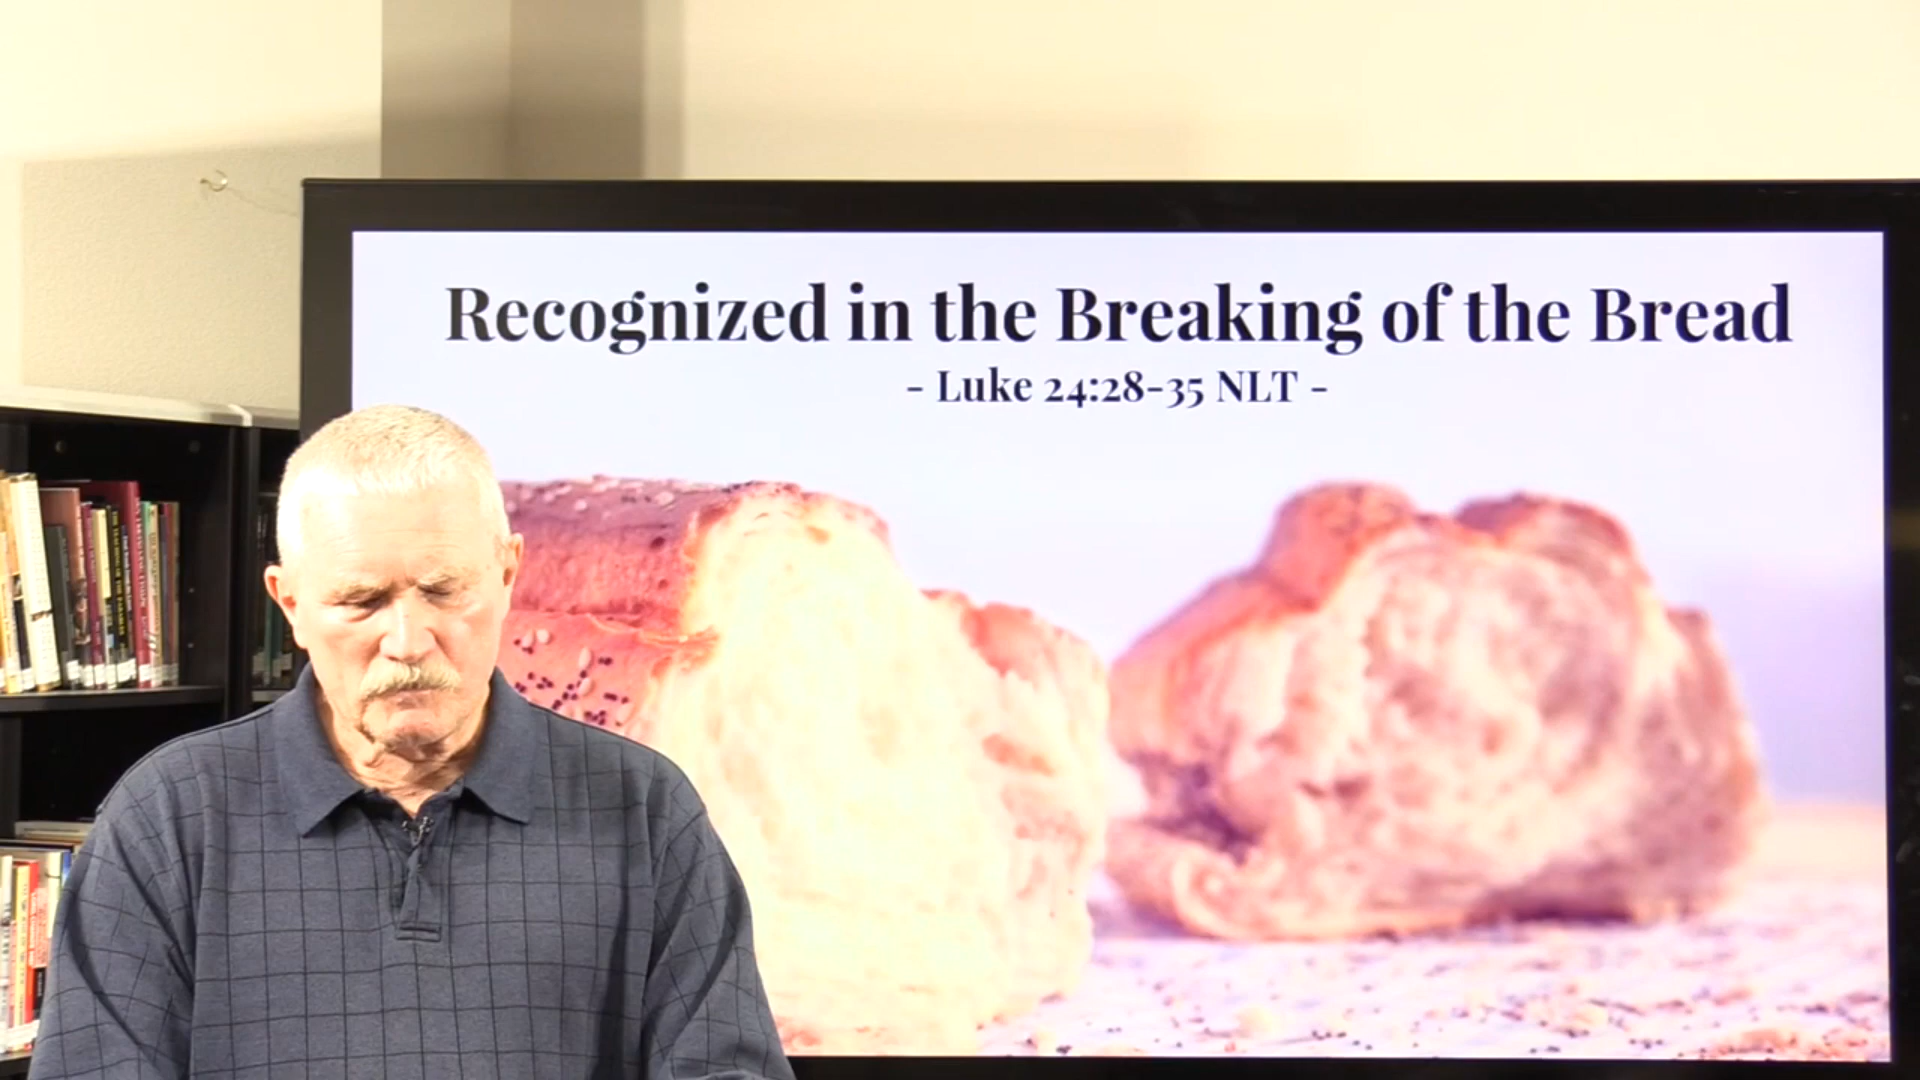 Recognized in the Breaking of the Bread
- Luke 24:28-35 NLT -